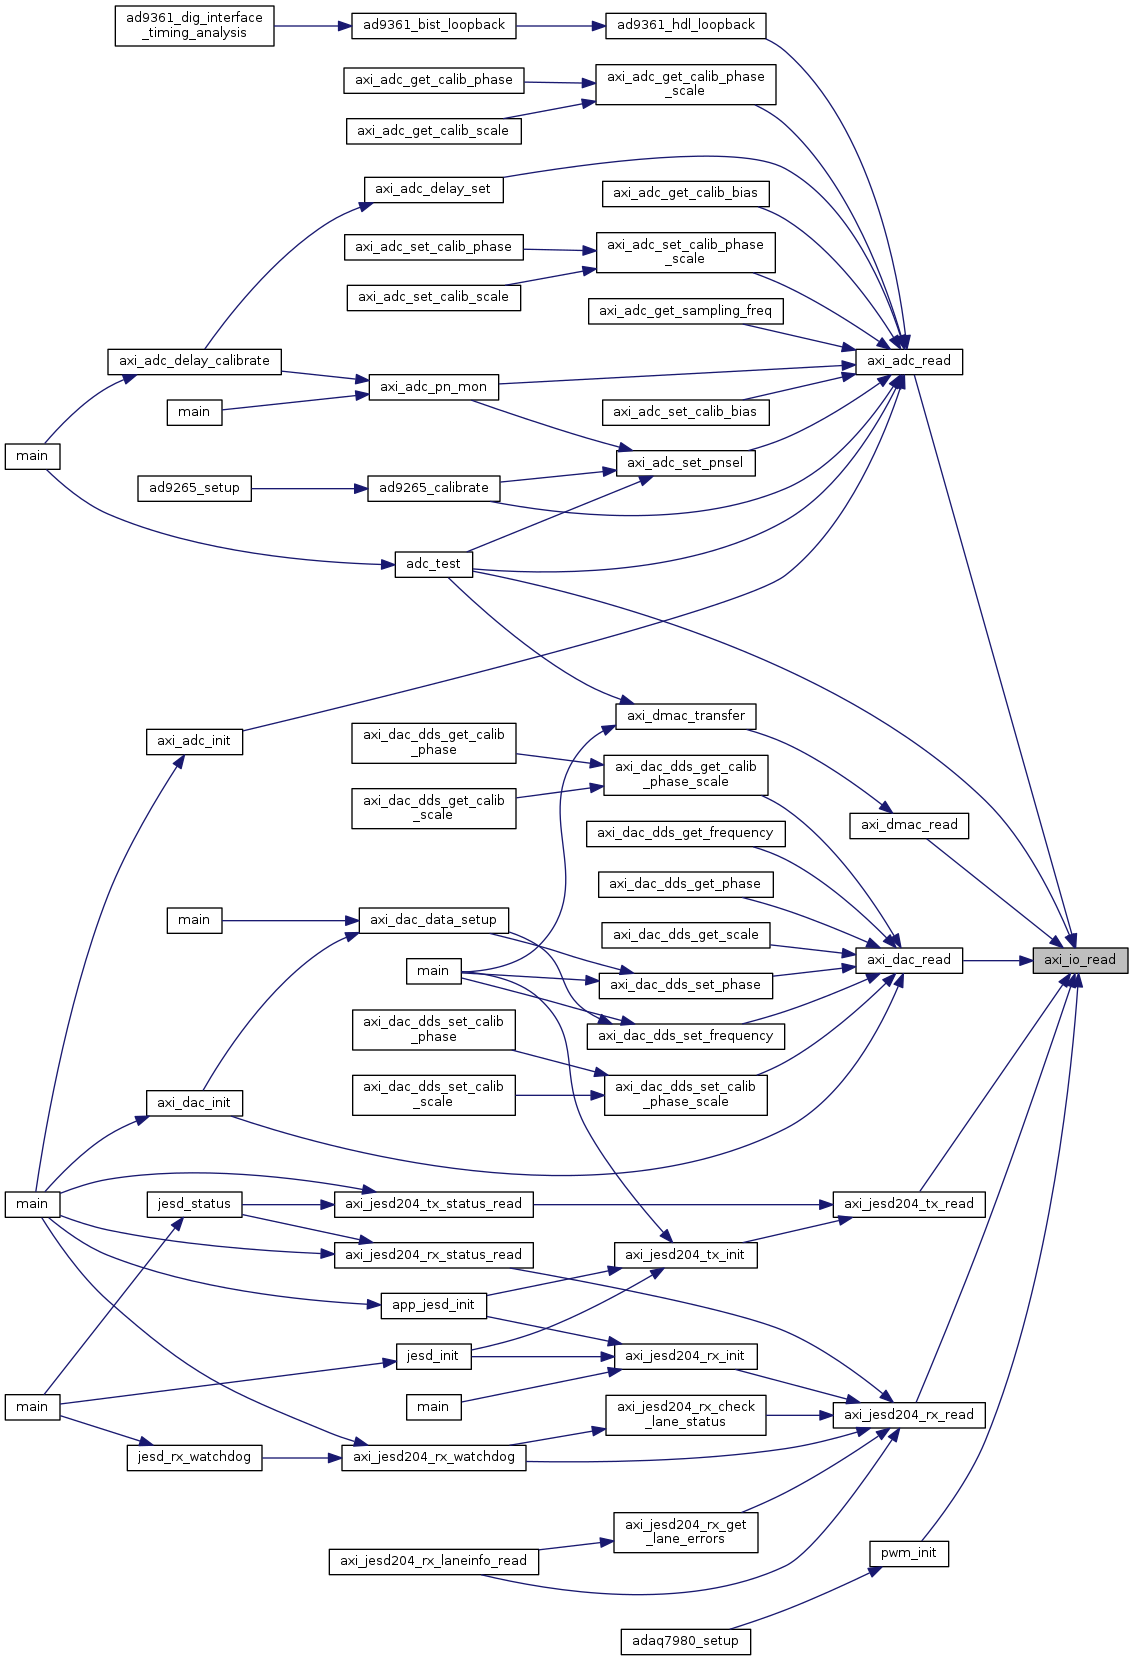 ad9361_dig_interface
_timing_analysis
ad9361_bist_loopback
ad9361_hdl_loopback
axi_adc_get_calib_phase
axi_adc_get_calib_phase
_scale
axi_adc_get_calib_scale
axi_adc_delay_set
axi_adc_get_calib_bias
axi_adc_set_calib_phase
axi_adc_set_calib_phase
_scale
axi_adc_set_calib_scale
axi_adc_get_sampling_freq
axi_adc_delay_calibrate
axi_adc_read
axi_adc_pn_mon
main
axi_adc_set_calib_bias
main
axi_adc_set_pnsel
ad9265_setup
ad9265_calibrate
adc_test
axi_dmac_transfer
axi_adc_init
axi_dac_dds_get_calib
_phase
axi_dac_dds_get_calib
_phase_scale
axi_dac_dds_get_calib
_scale
axi_dac_dds_get_frequency
axi_dmac_read
axi_dac_dds_get_phase
main
axi_dac_data_setup
axi_dac_dds_get_scale
axi_dac_read
axi_io_read
main
axi_dac_dds_set_phase
axi_dac_dds_set_calib
_phase
axi_dac_dds_set_frequency
axi_dac_dds_set_calib
_scale
axi_dac_dds_set_calib
_phase_scale
axi_dac_init
main
jesd_status
axi_jesd204_tx_status_read
axi_jesd204_tx_read
axi_jesd204_rx_status_read
axi_jesd204_tx_init
app_jesd_init
jesd_init
axi_jesd204_rx_init
main
main
axi_jesd204_rx_check
_lane_status
axi_jesd204_rx_read
jesd_rx_watchdog
axi_jesd204_rx_watchdog
axi_jesd204_rx_get
_lane_errors
axi_jesd204_rx_laneinfo_read
pwm_init
adaq7980_setup